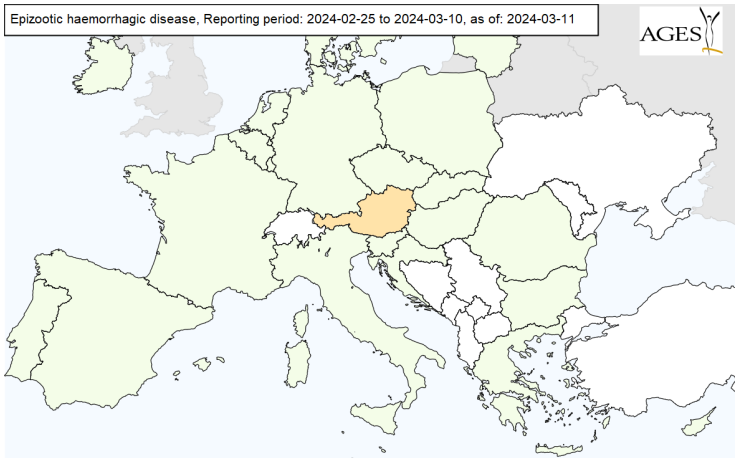 Epizootic haemorrhagic disease, Reporting period: 2024-02-25 to 2024-03-10, as of: 2024-03-11
AGES